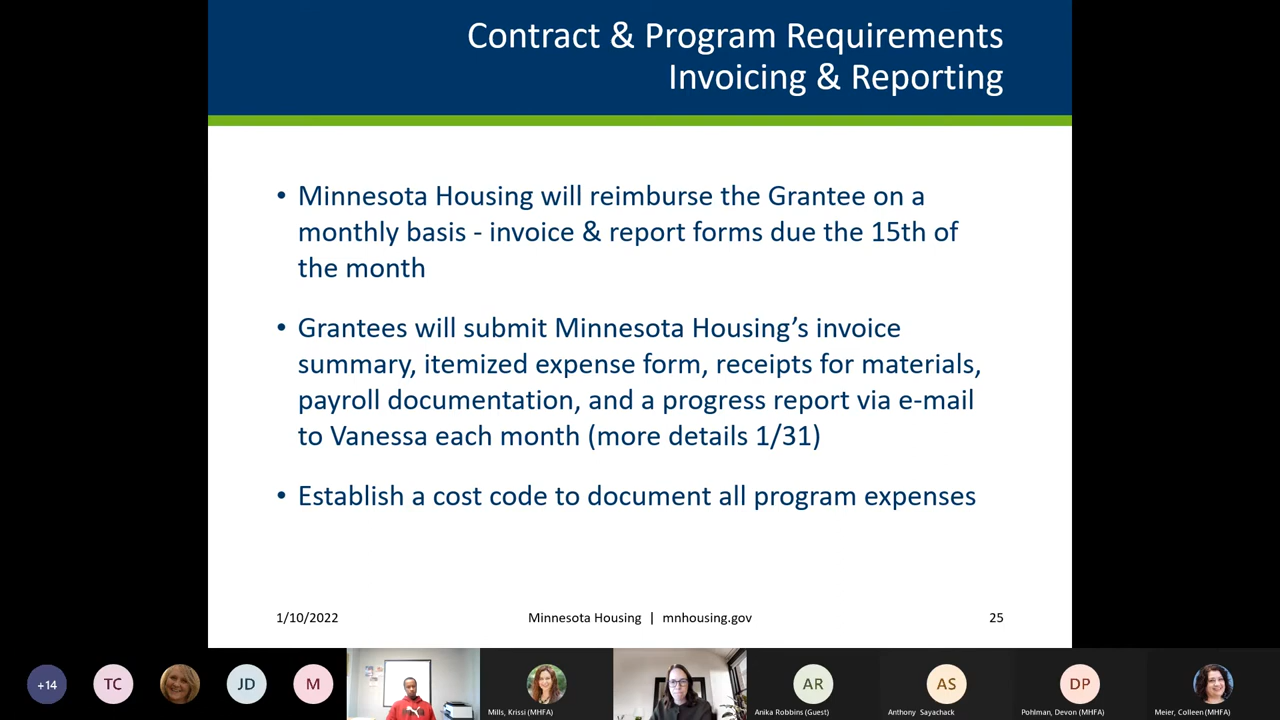 Contract & Program Requirements
Invoicing & Reporting
• Minnesota Housing will reimburse the Grantee on a
monthly basis - invoice & report forms due the 15th of
the month
• Grantees will submit Minnesota Housing’s invoice
summary, itemized expense form, receipts for materials,
payroll documentation, and a progress report via e-mail
to Vanessa each month (more details 1/31)
• Establish a cost code to document all program expenses
1/10/2022 Minnesota Housing | mnhousing.gov 25
+14 TC JD M AR AS DP
Mills, Krissi (MHFA) Anika Robbins (Guest) Anthony Sayachack Pohlman, Devon (MHFA) Meier, Colleen (MHFA)